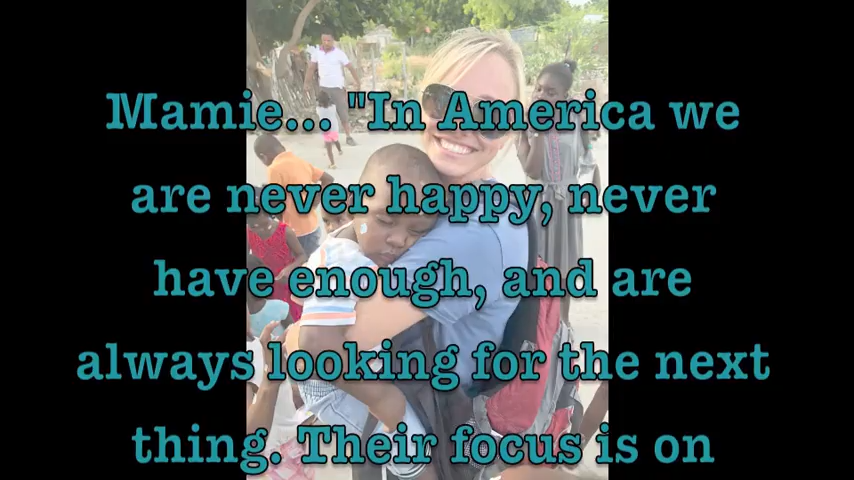 Mamie... "In America we
are never happy, never
have enough, and are
always looking for the next
thing. Their focus is on